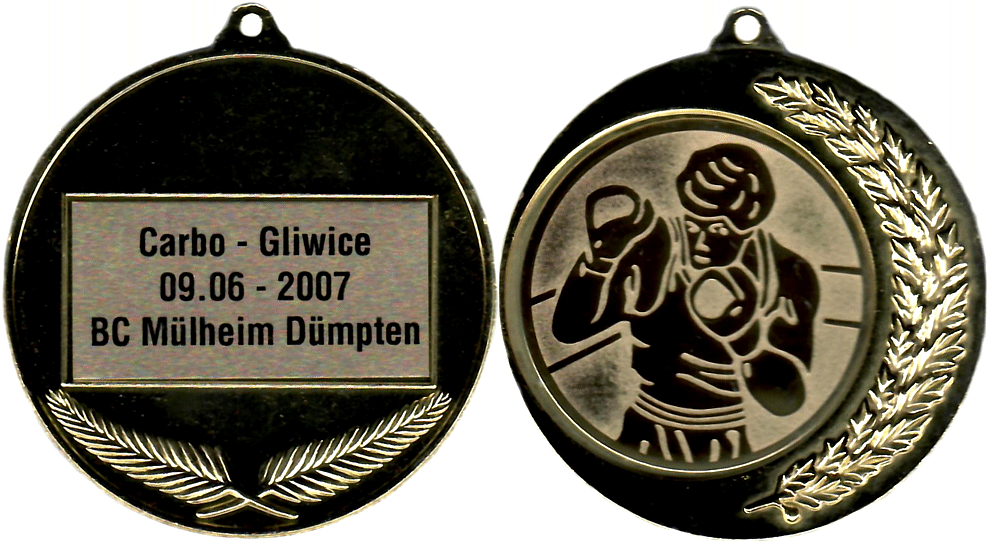 Carbo - Gliwice
09.06 - 2007
BC Mülheim Dümpten